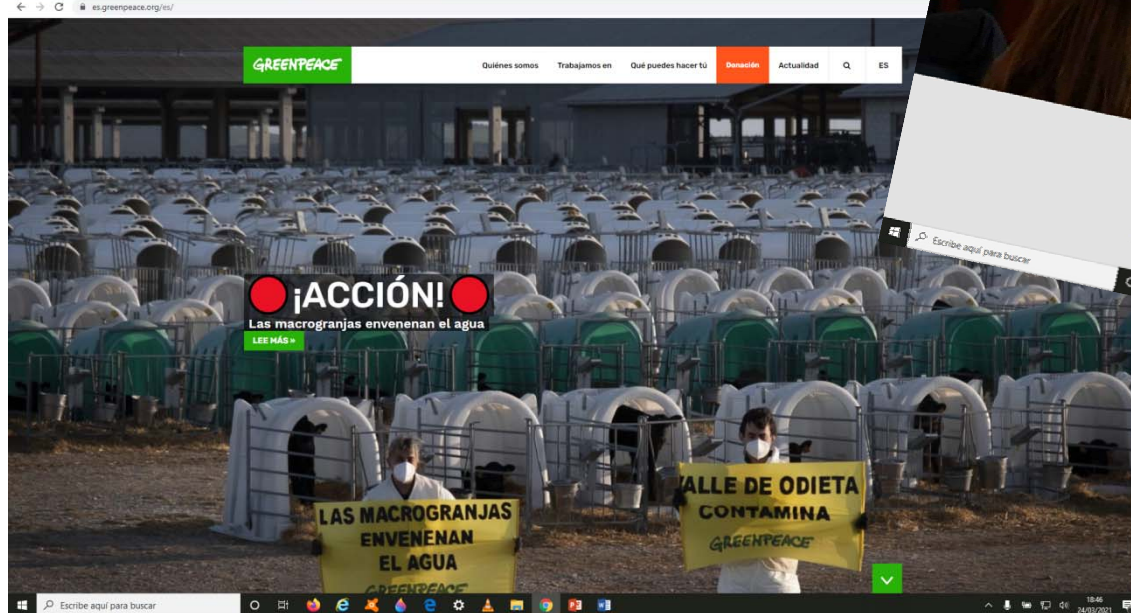 es.greenpeace.org/es/
GREENPEACE
Quiénes somos
Trabajamos en
Qué puedes hacer tú
Donación
Actualidad
ES
¡ACCIÓN!
Las macrogranjas envenenan el agua
LEE MÁS »
LAS MACROGRANJAS
ENVENENAN
EL AGUA
GREENPEACE
VALLE DE ODIETA
CONTAMINA
GREENPEACE
Escribe aquí para buscar
Escribe aquí para buscar
18:46
24/03/2021